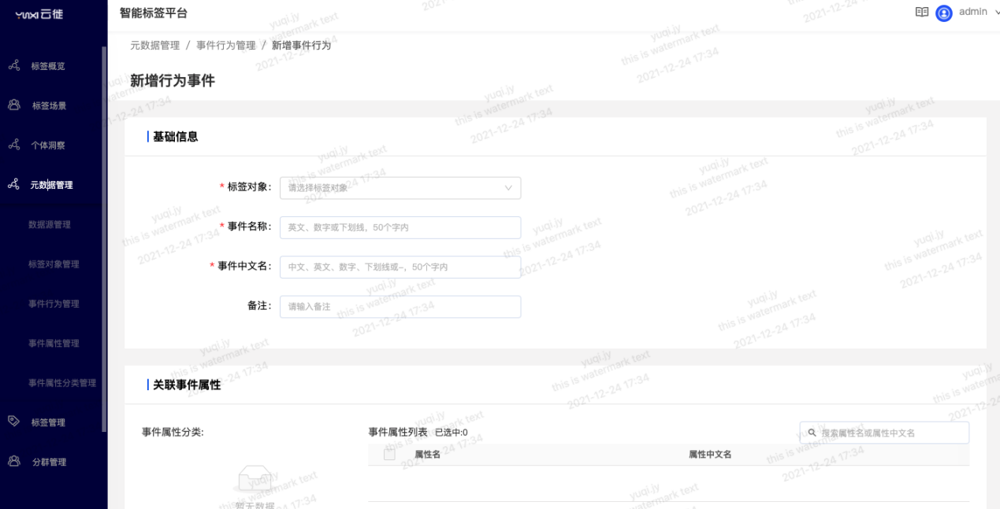 yunxi云徙
智能标签平台
admin
元数据管理 / 事件行为管理 / 新增事件行为
新增行为事件
标签概览
标签场景
个体洞察
元数据管理
数据源管理
标签对象管理
事件行为管理
事件属性管理
事件属性分类管理
标签管理
分群管理
基础信息
* 标签对象：
请选择标签对象
* 事件名称：
英文、数字或下划线，50个字内
* 事件中文名：
中文、英文、数字、下划线或-，50个字内
备注：
请输入备注
关联事件属性
事件属性分类:
暂无数据
事件属性列表 已选中:0
搜索属性名或属性中文名
属性名
属性中文名
yuqi.jy
this is watermark text
2021-12-24 17:34